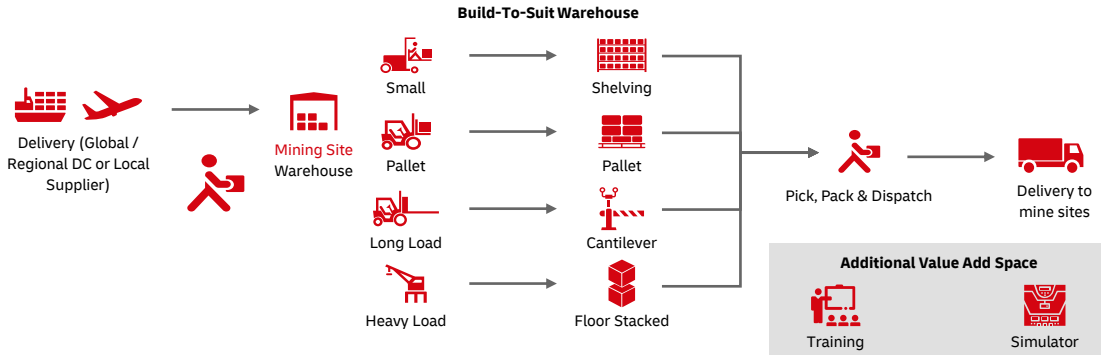 Build-To-Suit Warehouse
Delivery (Global /
Regional DC or Local
Supplier)
Mining Site
Warehouse
Small
Shelving
Pallet
Pallet
Long Load
Cantilever
Heavy Load
Floor Stacked
Pick, Pack & Dispatch
Delivery to
mine sites
Additional Value Add Space
Training
Simulator